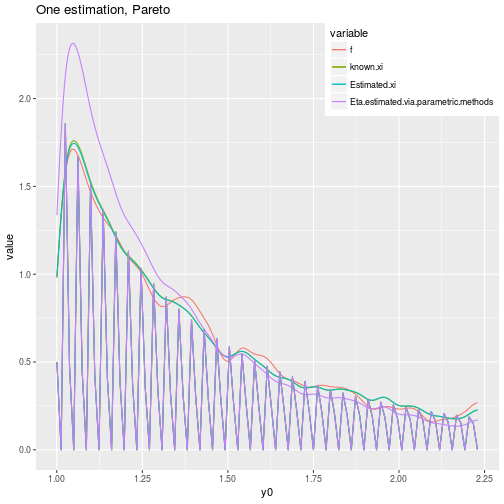 One estimation, Pareto
variable
f
known.xi
Estimated.xi
Eta.estimated.via.parametric.methods
value
2.0
1.5
1.0
0.5
0.0
1.00 1.25 1.50 1.75 2.00 2.25
y0